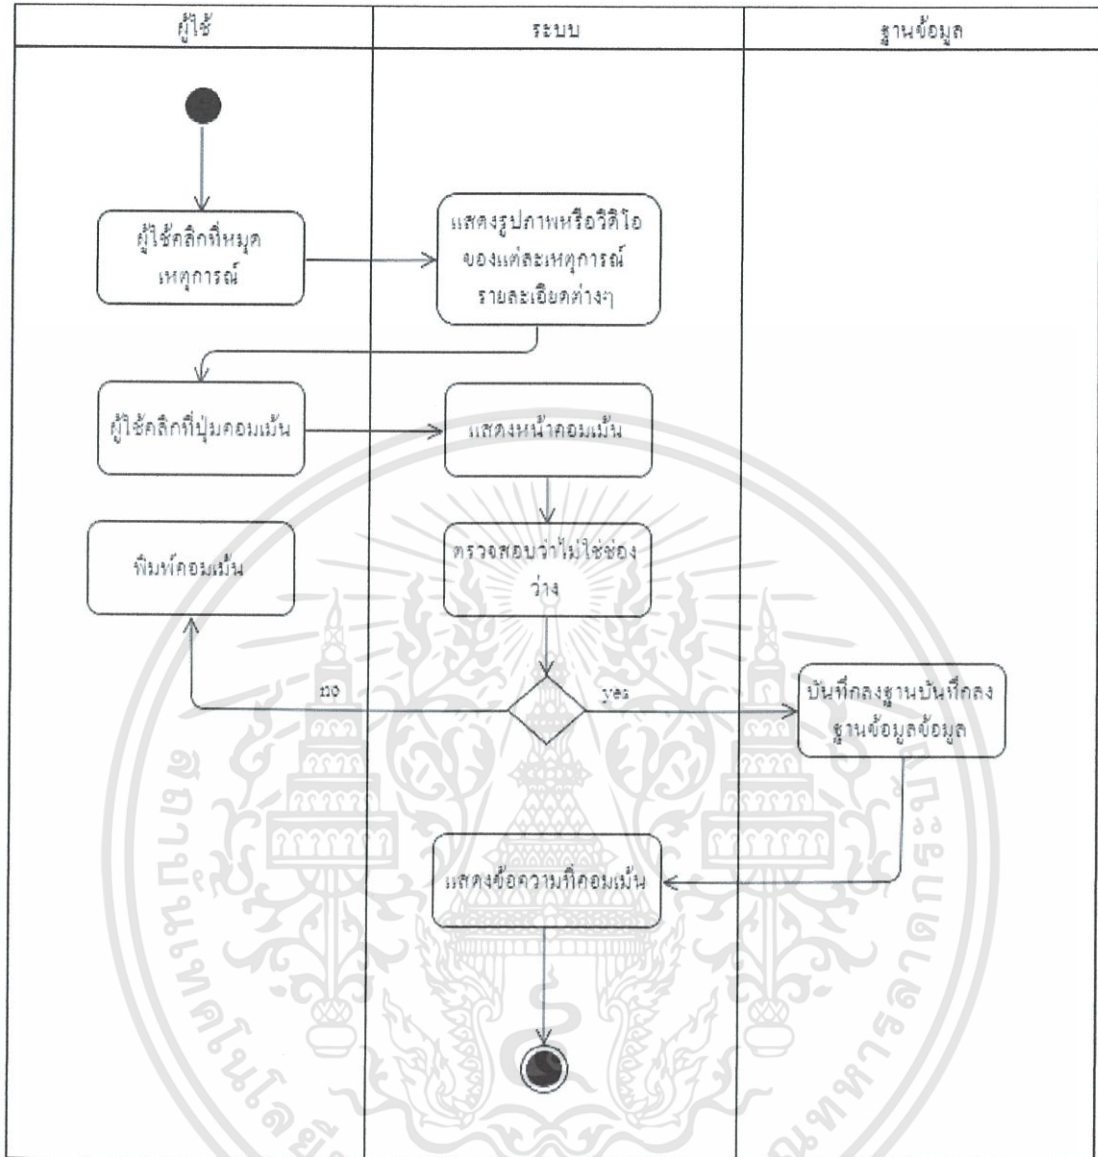 ผู้ใช้
ระบบ
ฐานข้อมูล
ผู้ใช้คลิกที่หมุด
เหตุการณ์
แสดงรูปภาพหรือวิดีโอ
ของแต่ละเหตุการณ์
รายละเอียดต่างๆ
ผู้ใช้คลิกที่ปุ่มคอมเม้น
แสดงหน้าคอมเม้น
พิมพ์คอมเม้น
ตรวจสอบว่าไม่ใช่ช่อง
ว่าง
no
yes
บันทึกลงฐานบันทึกลง
ฐานข้อมูลข้อมูล
แสดงข้อความที่คอมเม้น